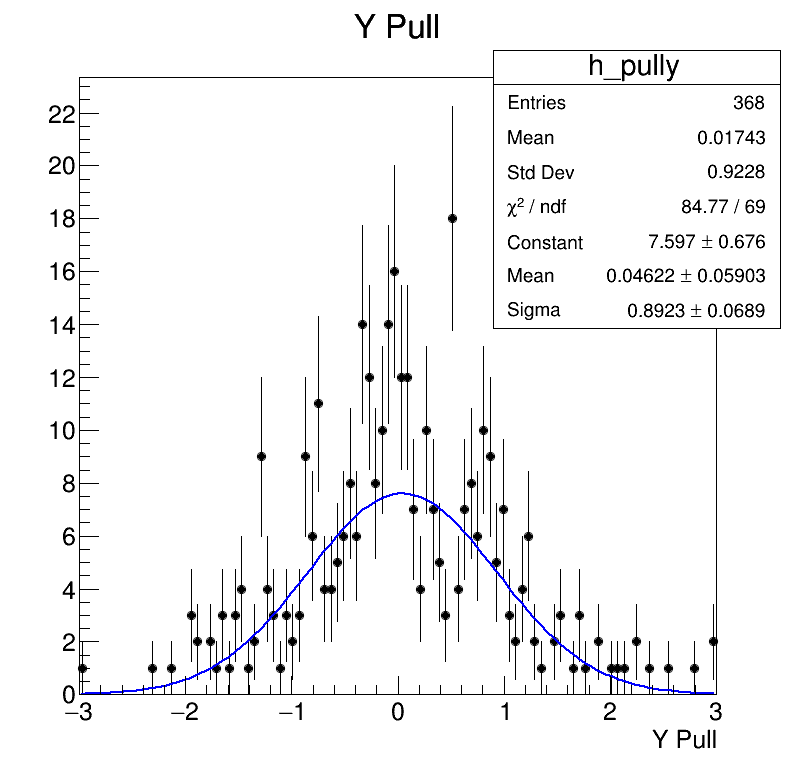 Y Pull
h_pully
Entries 368
Mean 0.01743
Std Dev 0.9228
χ² / ndf 84.77 / 69
Constant 7.597 ± 0.676
Mean 0.04622 ± 0.05903
Sigma 0.8923 ± 0.0689
22
20
18
16
14
12
10
8
6
4
2
0
−3 −2 −1 0 1 2 3
Y Pull